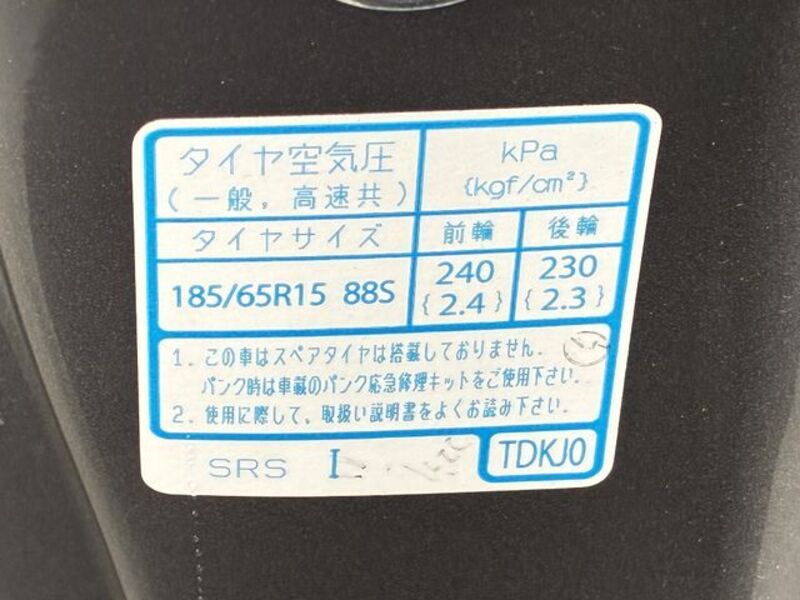 タイヤ空気圧
(一般。高速共)
kPa
{kgf/cm²}
タイヤサイズ
前輪
後輪
185/65R15 88S
240
{2.4}
230
{2.3}
1. この車はスペアタイヤは搭載しておりません.
パンク時は車載のパンク応急修理キットをご使用下さい.
2. 使用に際して、取扱い説明書をよくお読み下さい.
SRS I
TDKJ0